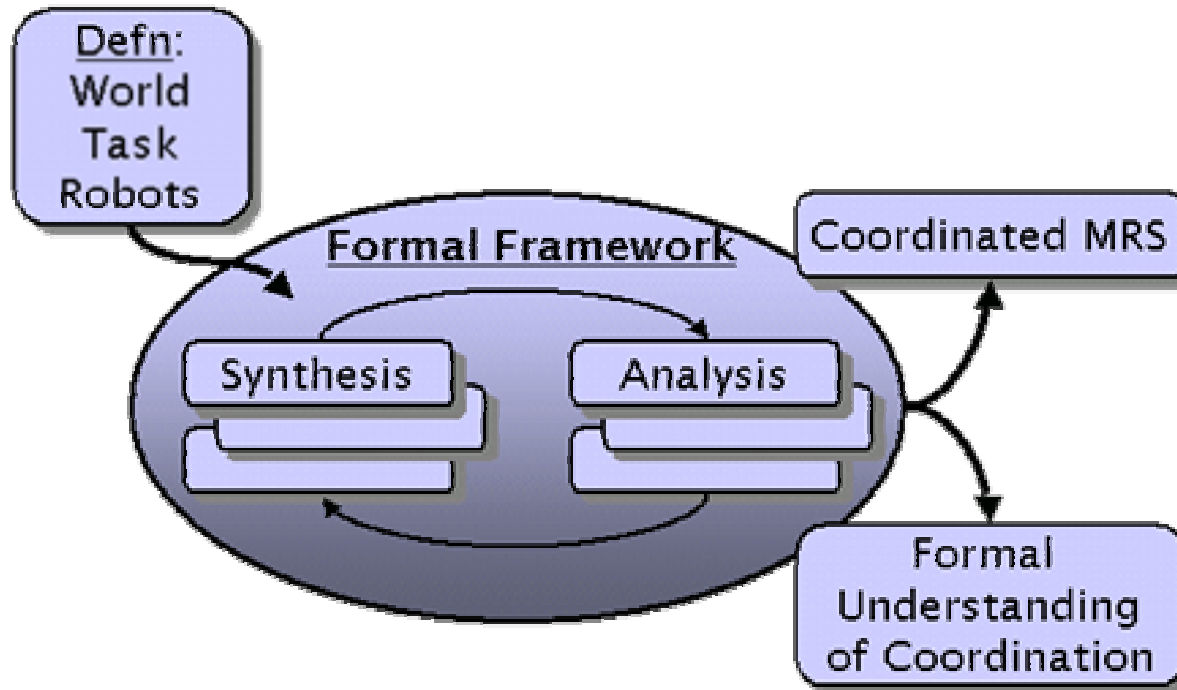 Defn:
World
Task
Robots
Formal Framework
Coordinated MRS
Synthesis
Analysis
Formal
Understanding
of Coordination